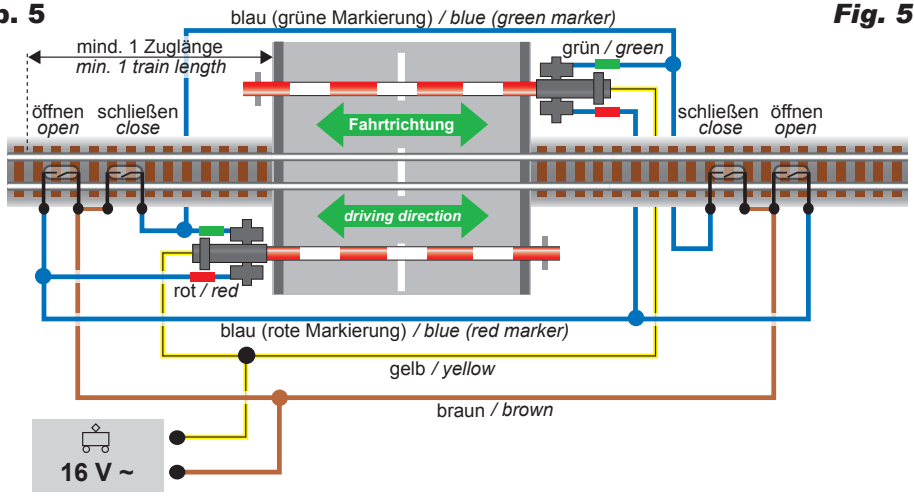 b. 5
Fig. 5
blau (grüne Markierung) / blue (green marker)
mind. 1 Zuglänge
min. 1 train length
grün / green
öffnen
open
schließen
close
Fahrtrichtung
schließen
close
öffnen
open
driving direction
rot / red
blau (rote Markierung) / blue (red marker)
gelb / yellow
braun / brown
16 V ~